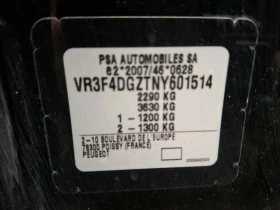 PSA AUTOMOBILES SA
e2*2007/46*0628
VR3F4DGZTNY601514
2290 KG
3630 KG
1 - 1200 KG
2 - 1300 KG
2-10 BOULEVARD DE L'EUROPE
78300 POISSY (FRANCE)
PEUGEOT